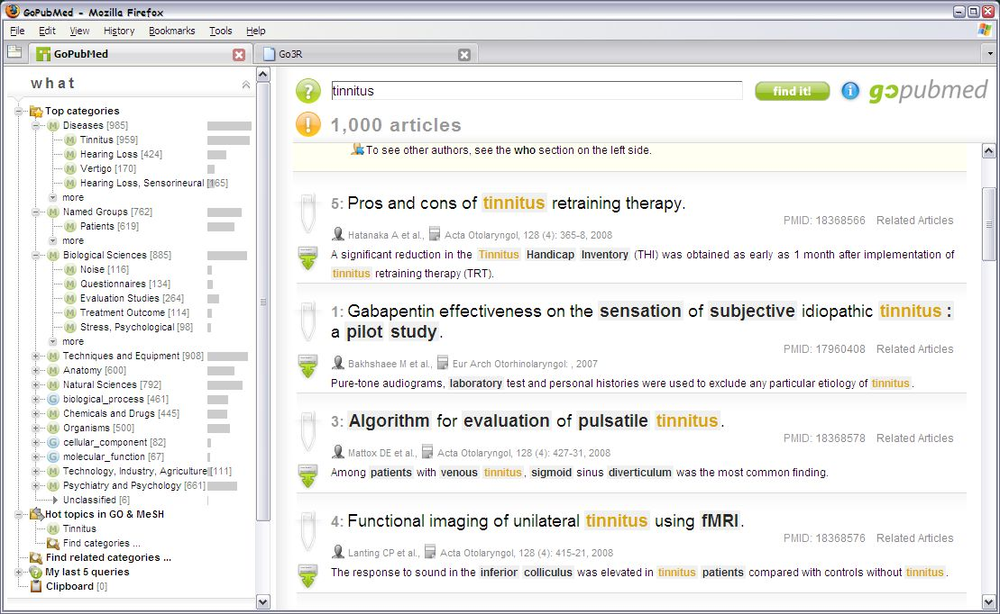 GoPubMed - Mozilla Firefox
File Edit View History Bookmarks Tools Help
GoPubMed
Go3R
what
Top categories
Diseases [985]
Tinnitus [959]
Hearing Loss [424]
Vertigo [170]
Hearing Loss, Sensorineural [165]
more
Named Groups [762]
Patients [619]
more
Biological Sciences [885]
Noise [116]
Questionnaires [134]
Evaluation Studies [264]
Treatment Outcome [114]
Stress, Psychological [98]
more
Techniques and Equipment [908]
Anatomy [600]
Natural Sciences [792]
biological_process [461]
Chemicals and Drugs [445]
Organisms [500]
cellular_component [82]
molecular_function [67]
Technology, Industry, Agriculture [111]
Psychiatry and Psychology [661]
Unclassified [6]
Hot topics in GO & MeSH
Tinnitus
Find categories ...
Find related categories ...
My last 5 queries
Clipboard [0]
tinnitus
find it!
gopubmed
1,000 articles
To see other authors, see the who section on the left side.
5: Pros and cons of tinnitus retraining therapy.
PMID: 18368566 Related Articles
Hatanaka A et al., Acta Otolaryngol, 128 (4): 365-8, 2008
A significant reduction in the Tinnitus Handicap Inventory (THI) was obtained as early as 1 month after implementation of
tinnitus retraining therapy (TRT).
1: Gabapentin effectiveness on the sensation of subjective idiopathic tinnitus :
a pilot study.
PMID: 17960408 Related Articles
Bakhshaee M et al., Eur Arch Otorhinolaryngol: , 2007
Pure-tone audiograms, laboratory test and personal histories were used to exclude any particular etiology of tinnitus.
3: Algorithm for evaluation of pulsatile tinnitus.
PMID: 18368578 Related Articles
Mattox DE et al., Acta Otolaryngol, 128 (4): 427-31, 2008
Among patients with venous tinnitus, sigmoid sinus diverticulum was the most common finding.
4: Functional imaging of unilateral tinnitus using fMRI.
PMID: 18368576 Related Articles
Lanting CP et al., Acta Otolaryngol, 128 (4): 415-21, 2008
The response to sound in the inferior colliculus was elevated in tinnitus patients compared with controls without tinnitus.